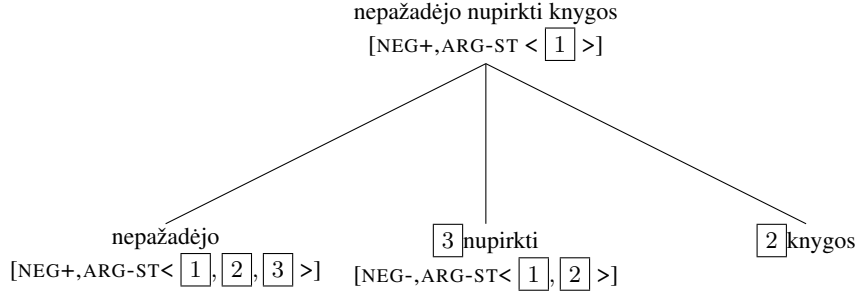 nepažadėjo nupirkti knygos
[NEG+,ARG-ST < 1 >]
nepažadėjo 3 nupirkti 2 knygos
[NEG+,ARG-ST< 1, 2, 3 >] [NEG-,ARG-ST< 1, 2 >]